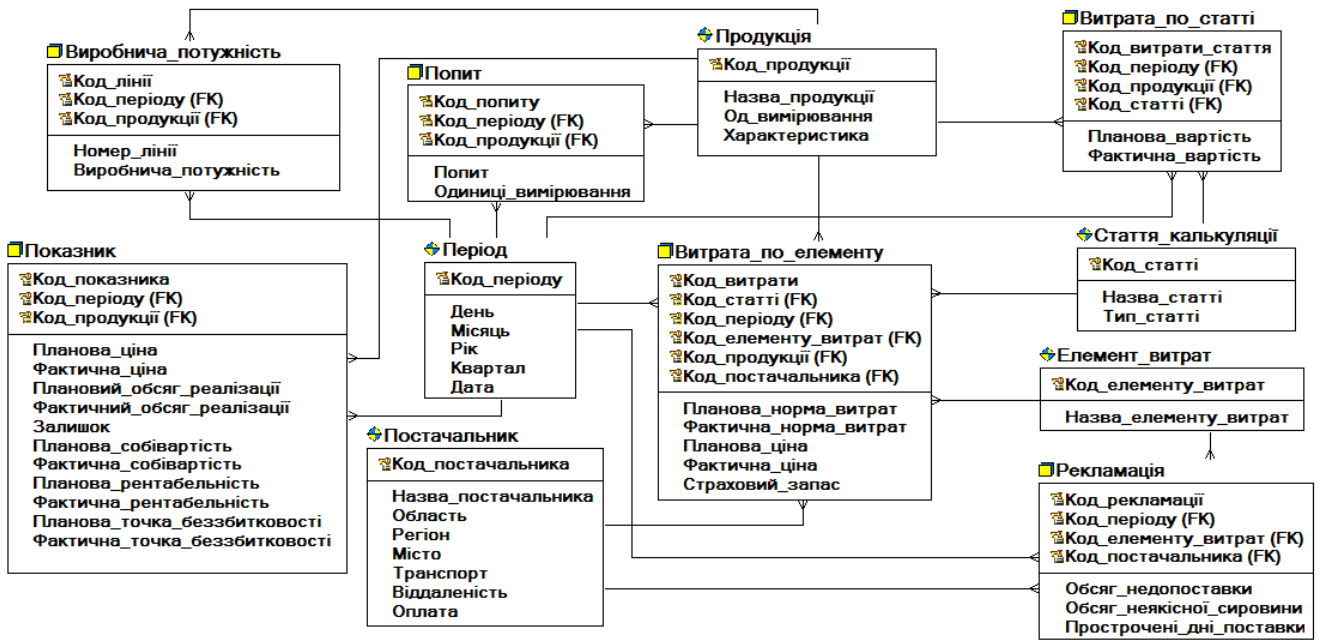 Виробнича_потужність
Код_лінії
Код_періоду (FK)
Код_продукції (FK)
Номер_лінії
Виробнича_потужність
Попит
Код_попиту
Код_періоду (FK)
Код_продукції (FK)
Попит
Одиниці_вимірювання
Продукція
Код_продукції
Назва_продукції
Од_вимірювання
Характеристика
Витрата_по_статті
Код_витрати_стаття
Код_періоду (FK)
Код_продукції (FK)
Код_статті (FK)
Планова_вартість
Фактична_вартість
Показник
Код_показника
Код_періоду (FK)
Код_продукції (FK)
Планова_ціна
Фактична_ціна
Плановий_обсяг_реалізації
Фактичний_обсяг_реалізації
Залишок
Планова_собівартість
Фактична_собівартість
Планова_рентабельність
Фактична_рентабельність
Планова_точка_беззбитковості
Фактична_точка_беззбитковості
Період
Код_періоду
День
Місяць
Рік
Квартал
Дата
Витрата_по_елементу
Код_витрати
Код_статті (FK)
Код_періоду (FK)
Код_елементу_витрат (FK)
Код_продукції (FK)
Код_постачальника (FK)
Планова_норма_витрат
Фактична_норма_витрат
Планова_ціна
Фактична_ціна
Страховий_запас
Стаття_калькуляції
Код_статті
Назва_статті
Тип_статті
Елемент_витрат
Код_елементу_витрат
Назва_елементу_витрат
Постачальник
Код_постачальника
Назва_постачальника
Область
Регіон
Місто
Транспорт
Віддаленість
Оплата
Рекламація
Код_рекламації
Код_періоду (FK)
Код_елементу_витрат (FK)
Код_постачальника (FK)
Обсяг_недопоставки
Обсяг_неякісної_сировини
Прострочені_дні_поставки